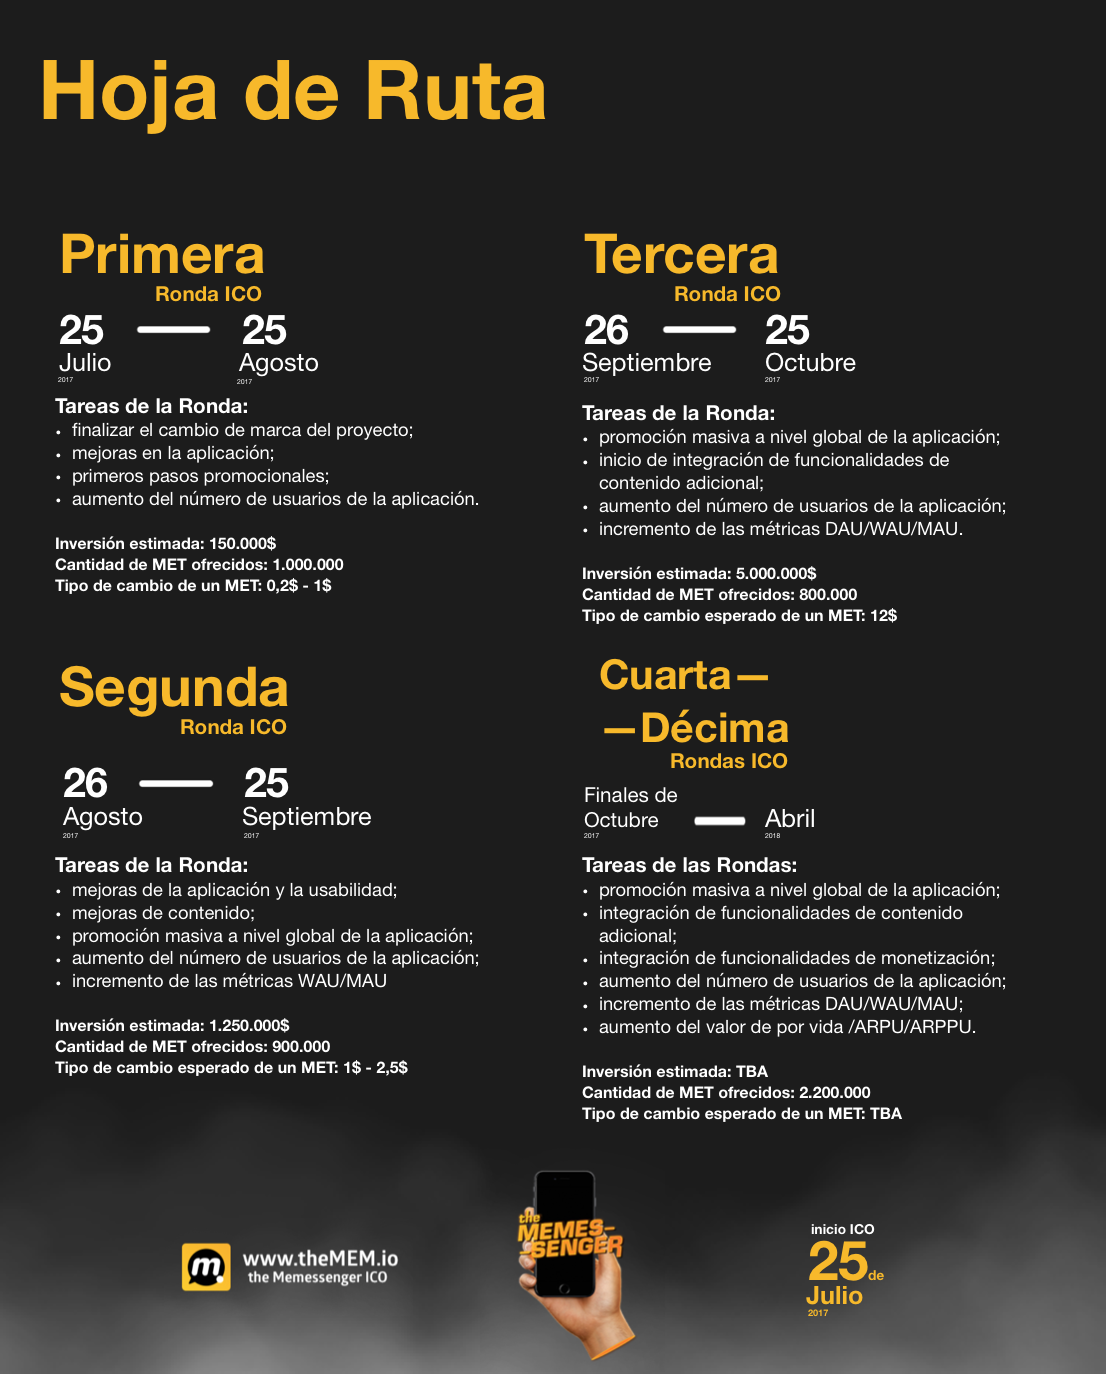 Hoja de Ruta
Primera
Ronda ICO
25 25
Julio Agosto
2017 2017
Tareas de la Ronda:
• finalizar el cambio de marca del proyecto;
• mejoras en la aplicación;
• primeros pasos promocionales;
• aumento del número de usuarios de la aplicación.
Inversión estimada: 150.000$
Cantidad de MET ofrecidos: 1.000.000
Tipo de cambio de un MET: 0,2$ - 1$
Segunda
Ronda ICO
26 25
Agosto Septiembre
2017 2017
Tareas de la Ronda:
• mejoras de la aplicación y la usabilidad;
• mejoras de contenido;
• promoción masiva a nivel global de la aplicación;
• aumento del número de usuarios de la aplicación;
• incremento de las métricas WAU/MAU
Inversión estimada: 1.250.000$
Cantidad de MET ofrecidos: 900.000
Tipo de cambio esperado de un MET: 1$ - 2,5$
Tercera
Ronda ICO
26 25
Septiembre Octubre
2017 2017
Tareas de la Ronda:
• promoción masiva a nivel global de la aplicación;
• inicio de integración de funcionalidades de
contenido adicional;
• aumento del número de usuarios de la aplicación;
• incremento de las métricas DAU/WAU/MAU.
Inversión estimada: 5.000.000$
Cantidad de MET ofrecidos: 800.000
Tipo de cambio esperado de un MET: 12$
Cuarta—
—Décima
Rondas ICO
Finales de
Octubre Abril
2017 2018
Tareas de las Rondas:
• promoción masiva a nivel global de la aplicación;
• integración de funcionalidades de contenido
adicional;
• integración de funcionalidades de monetización;
• aumento del número de usuarios de la aplicación;
• incremento de las métricas DAU/WAU/MAU;
• aumento del valor de por vida /ARPU/ARPPU.
Inversión estimada: TBA
Cantidad de MET ofrecidos: 2.200.000
Tipo de cambio esperado de un MET: TBA
m.
www.theMEM.io
the Memessenger ICO
the
MEMES–
–SENGER
inicio ICO
25 de
Julio
2017